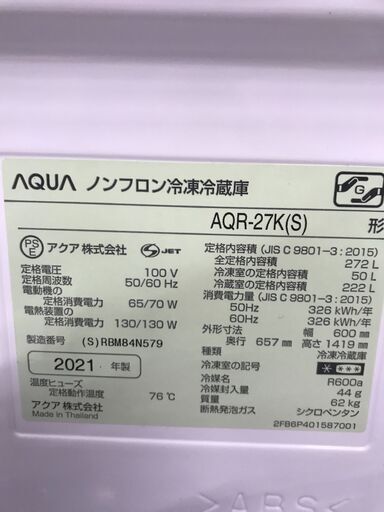 AQUA ノンフロン冷凍冷蔵庫
G
AQR-27K(S) 形
PS E アクア株式会社 S JET
定格電圧 100 V
定格周波数 50/60 Hz
電動機の
定格消費電力 65/70 W
電熱装置の
定格消費電力 130/130 W
製造番号 (S)RBM84N579
2021 年製
温度ヒューズ
定格動作温度 76℃
アクア株式会社
Made in Thailand
定格内容積 (JIS C 9801-3 : 2015)
全定格内容積 272 L
冷凍室の定格内容積 50 L
冷蔵室の定格内容積 222 L
消費電力量 (JIS C 9801-3 : 2015)
50Hz 326 kWh/年
60Hz 326 kWh/年
外形寸法 幅 600 mm
奥行 657 mm 高さ 1419 mm
種類 冷凍冷蔵庫
冷凍室の記号 * ***
冷媒名 R600a
冷媒封入量 44 g
質量 62 kg
断熱発泡ガス シクロペンタン
2FB6P401587001
>ABS<